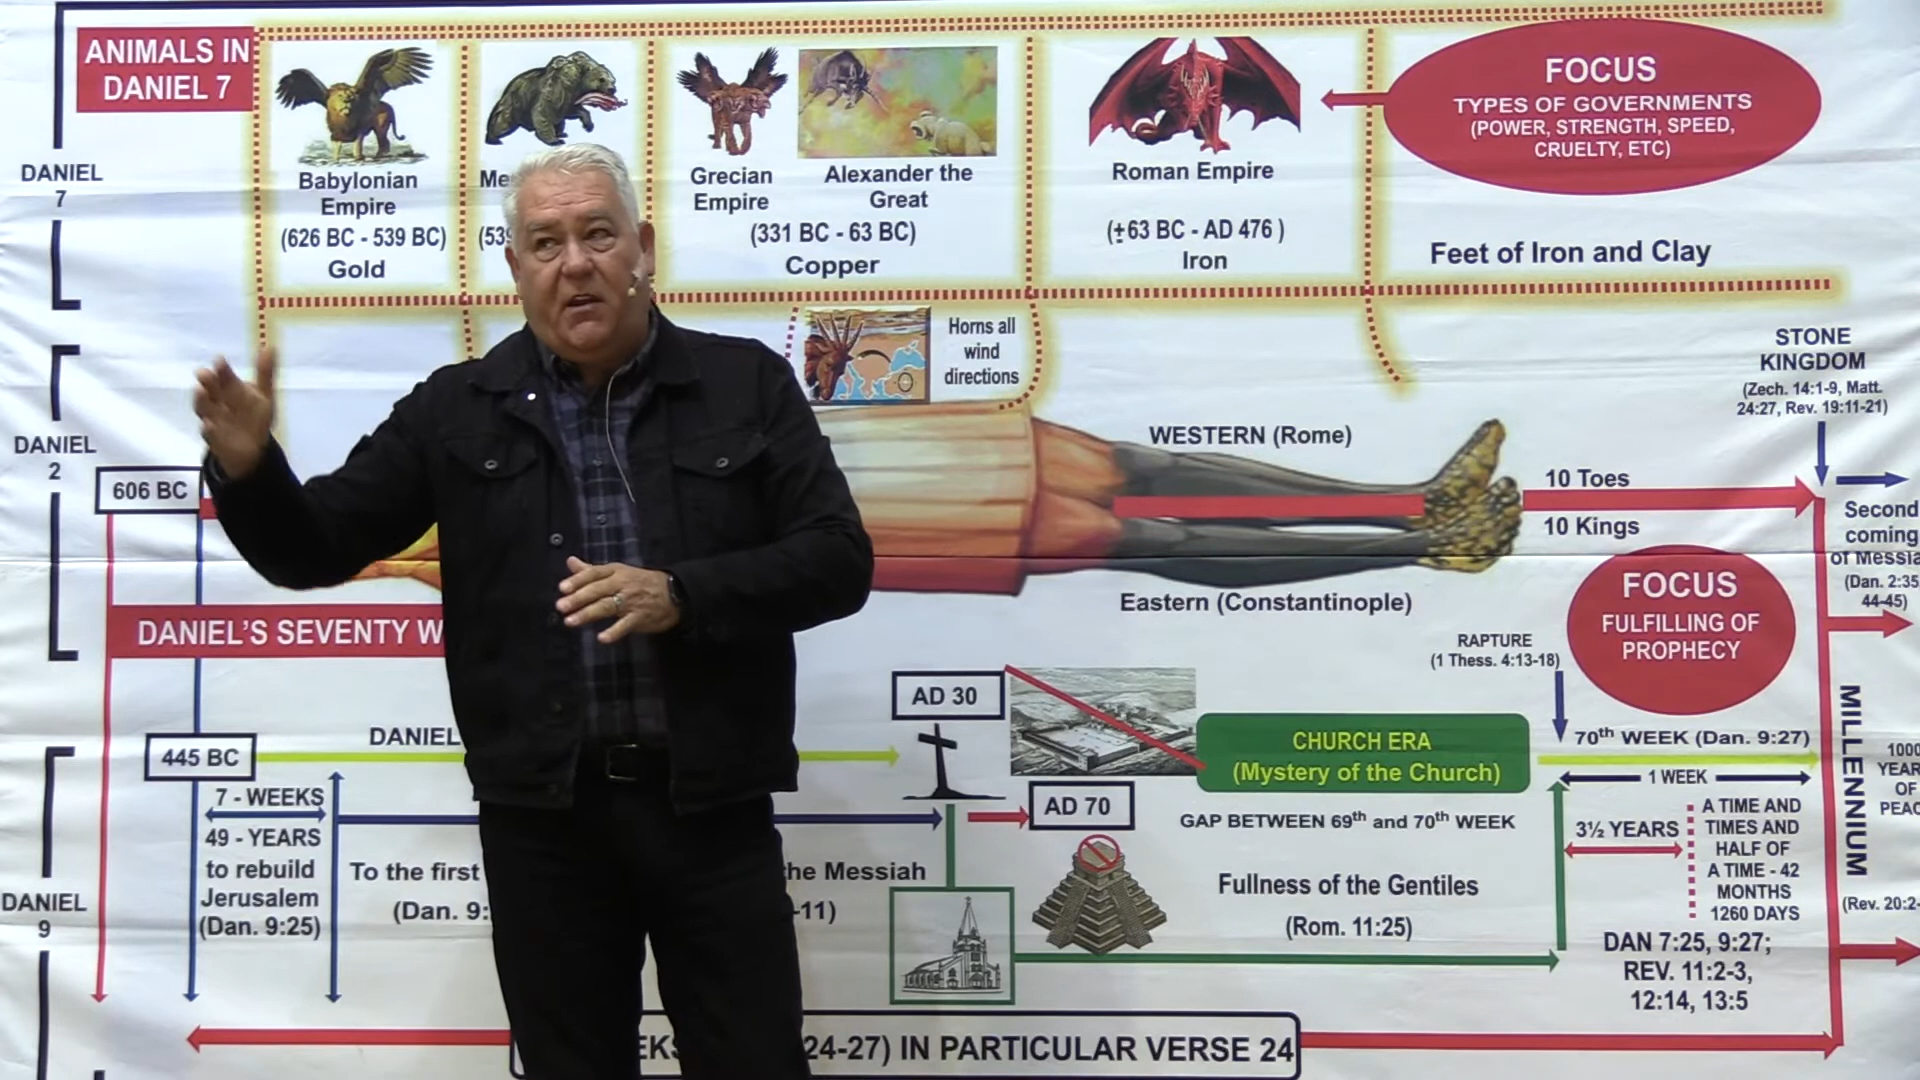 ANIMALS IN
DANIEL 7
FOCUS
TYPES OF GOVERNMENTS
(POWER, STRENGTH, SPEED,
CRUELTY, ETC)
DANIEL
7
Babylonian
Empire
(626 BC - 539 BC)
Gold
Grecian
Empire
Alexander the
Great
(331 BC - 63 BC)
Copper
Roman Empire
(±63 BC - AD 476 )
Iron
Feet of Iron and Clay
Horns all
wind
directions
STONE
KINGDOM
(Zech. 14:1-9, Matt.
24:27, Rev. 19:11-21)
DANIEL
2
606 BC
WESTERN (Rome)
10 Toes
10 Kings
Eastern (Constantinople)
Second
coming
of
(Dan. 2:35
44-45)
FOCUS
FULFILLING OF
PROPHECY
DANIEL'S SEVENTY
RAPTURE
(1 Thess. 4:13-18)
AD 30
445 BC
DANIEL
CHURCH ERA
(Mystery of the Church)
70th WEEK (Dan. 9:27)
1 WEEK
MILLENNIUM
1000
YEAR
OF
7 - WEEKS
49 - YEARS
to rebuild
Jerusalem
(Dan. 9:25)
AD 70
GAP BETWEEN 69th and 70th WEEK
3½ YEARS
A TIME AND
TIMES AND
HALF OF
A TIME - 42
MONTHS
1260 DAYS
To the first
(Dan. 9:
the Messiah
-11)
Fullness of the Gentiles
(Rom. 11:25)
DANIEL
9
(Rev. 20:2-
DAN 7:25, 9:27;
REV. 11:2-3,
12:14, 13:5
24-27) IN PARTICULAR VERSE 24